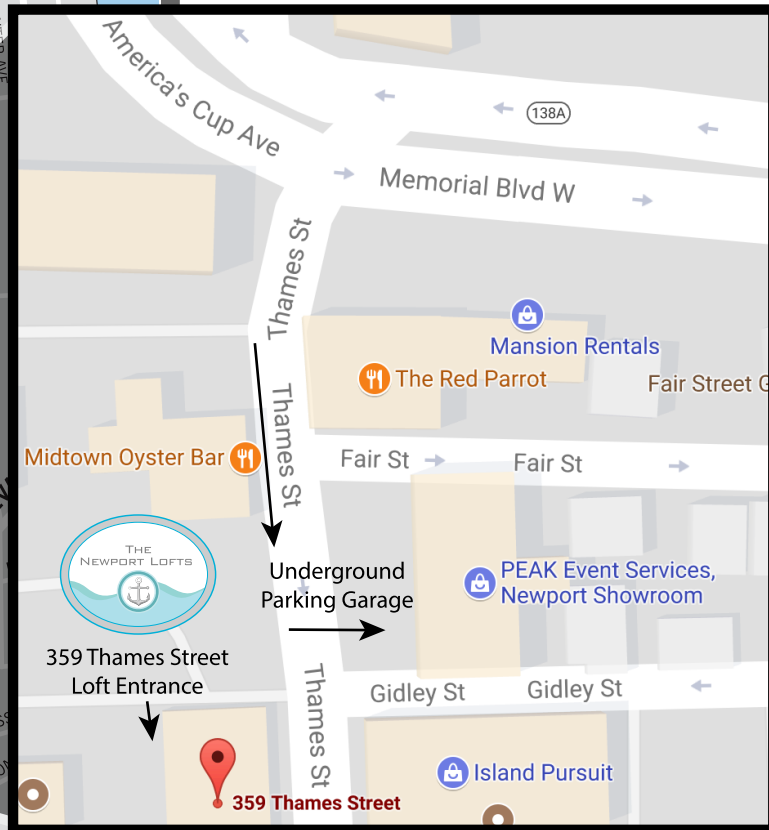 America's Cup Ave
138A
Memorial Blvd W
Thames St
Mansion Rentals
The Red Parrot
Fair Street G
Thames St
Midtown Oyster Bar
Fair St
Fair St
THE
NEWPORT LOFTS
Underground
Parking Garage
PEAK Event Services,
Newport Showroom
359 Thames Street
Loft Entrance
Thames St
Gidley St
Gidley St
Island Pursuit
359 Thames Street